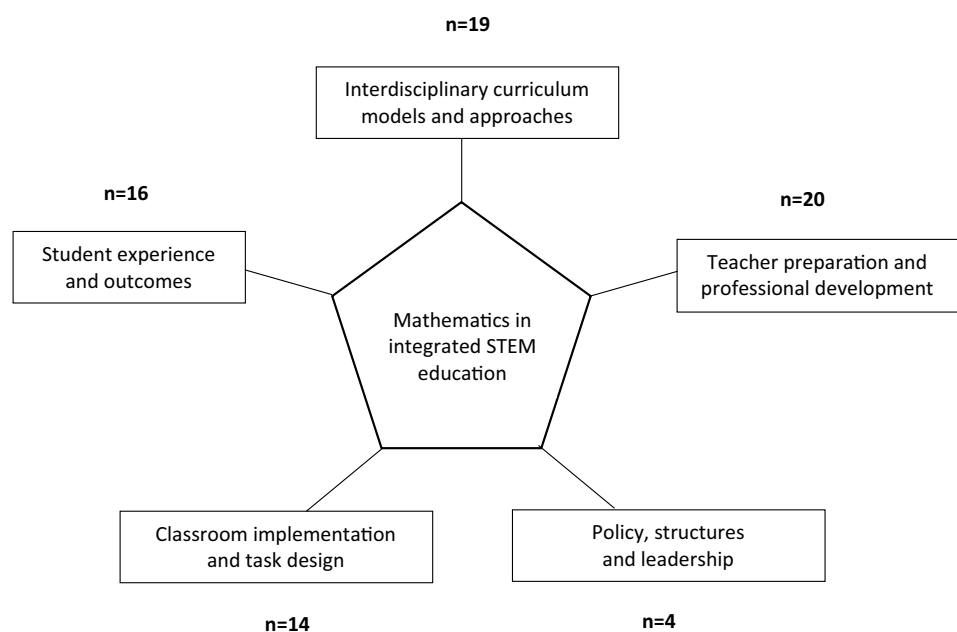 n=19
Interdisciplinary curriculum
models and approaches
n=16
Student experience
and outcomes
n=20
Teacher preparation and
professional development
Mathematics in
integrated STEM
education
Classroom implementation
and task design
n=14
Policy, structures
and leadership
n=4